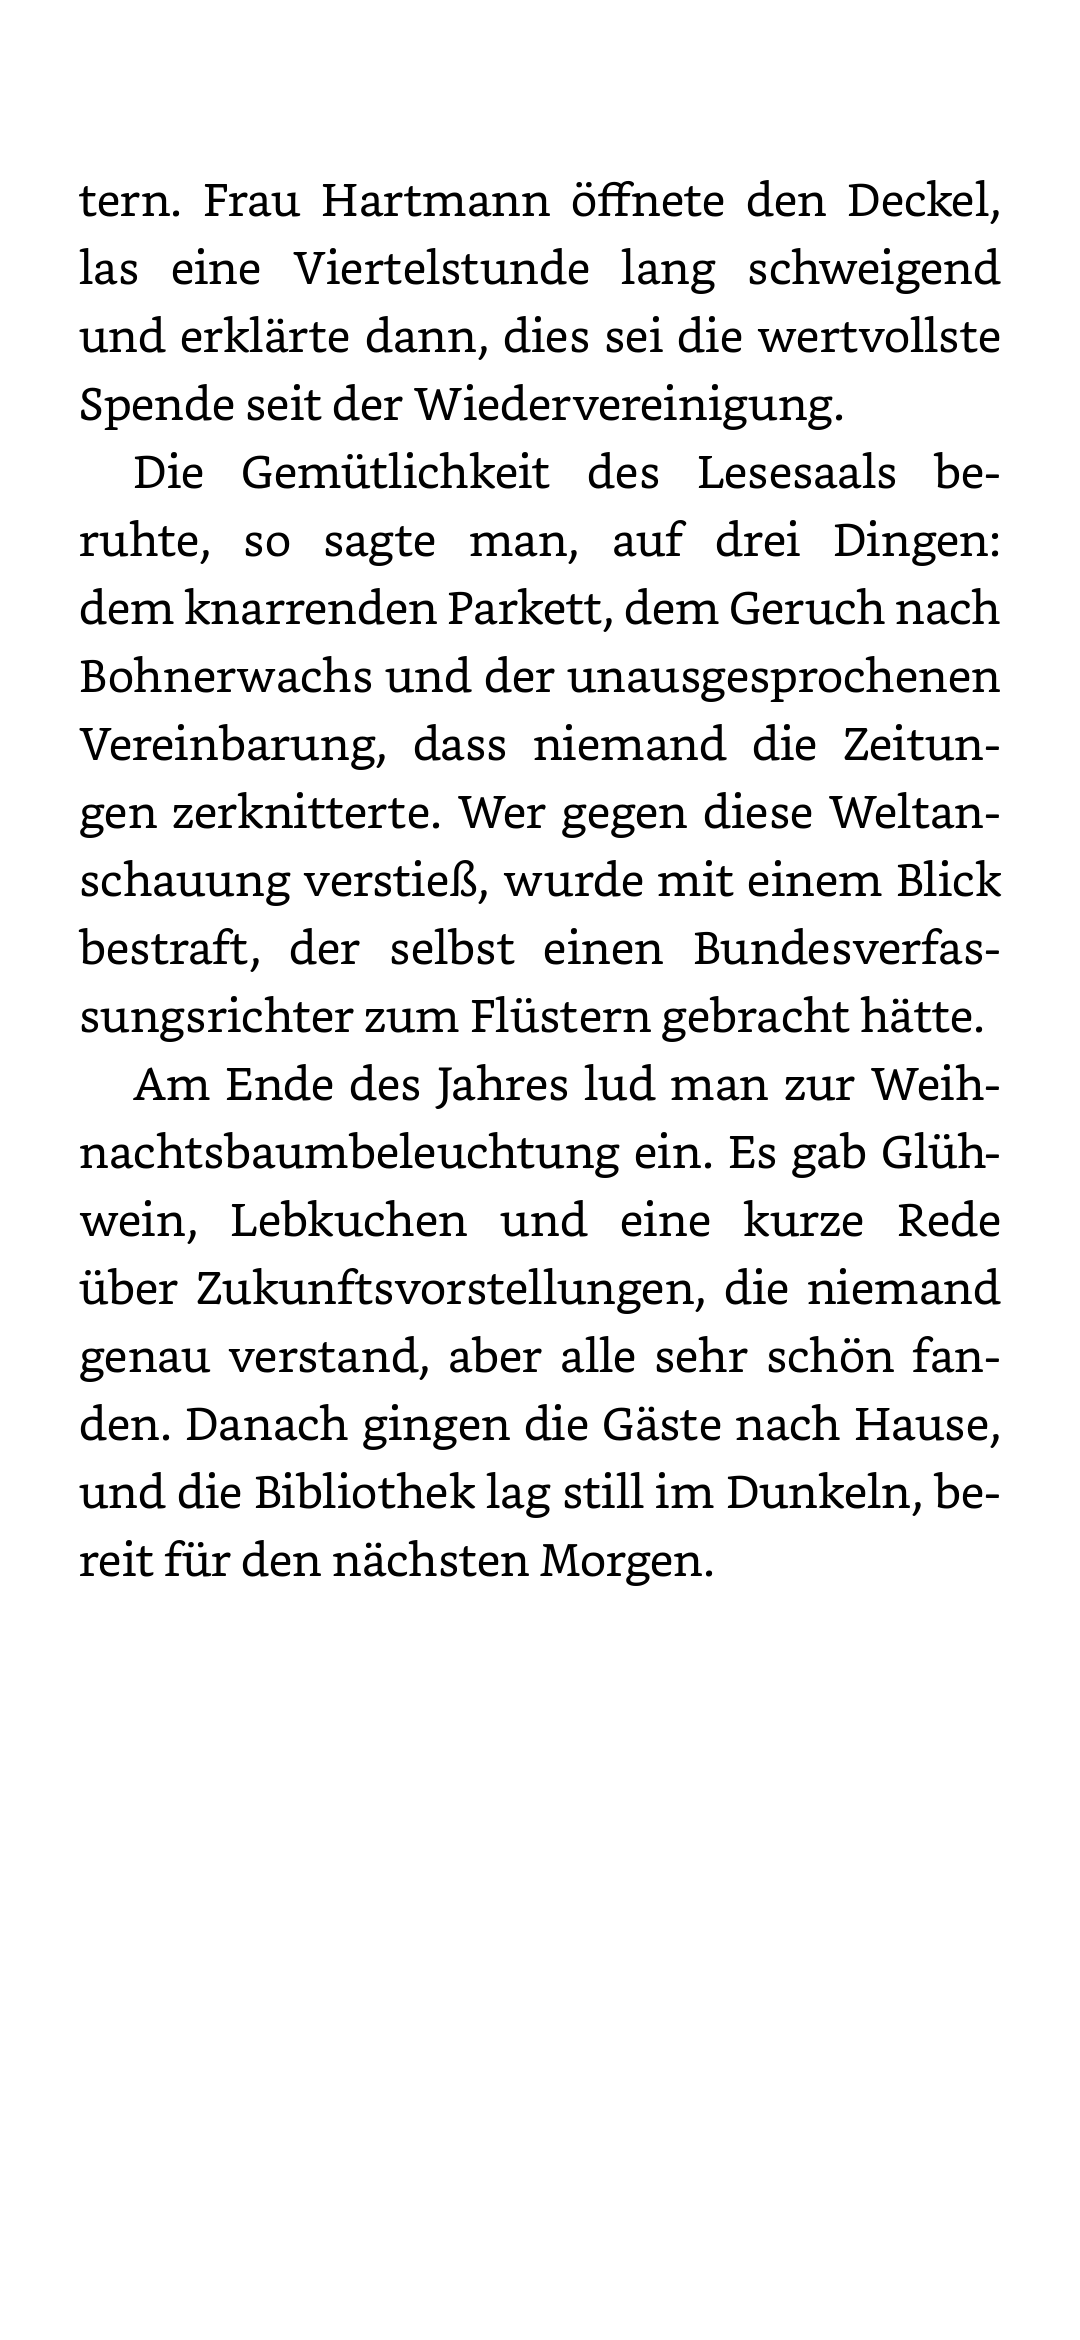 tern. Frau Hartmann öffnete den Deckel,
las eine Viertelstunde lang schweigend
und erklärte dann, dies sei die wertvollste
Spende seit der Wiedervereinigung.
Die Gemütlichkeit des Lesesaals be-
ruhte, so sagte man, auf drei Dingen:
dem knarrenden Parkett, dem Geruch nach
Bohnerwachs und der unausgesprochenen
Vereinbarung, dass niemand die Zeitun-
gen zerknitterte. Wer gegen diese Weltan-
schauung verstieß, wurde mit einem Blick
bestraft, der selbst einen Bundesverfas-
sungsrichter zum Flüstern gebracht hätte.
Am Ende des Jahres lud man zur Weih-
nachtsbaumbeleuchtung ein. Es gab Glüh-
wein, Lebkuchen und eine kurze Rede
über Zukunftsvorstellungen, die niemand
genau verstand, aber alle sehr schön fan-
den. Danach gingen die Gäste nach Hause,
und die Bibliothek lag still im Dunkeln, be-
reit für den nächsten Morgen.